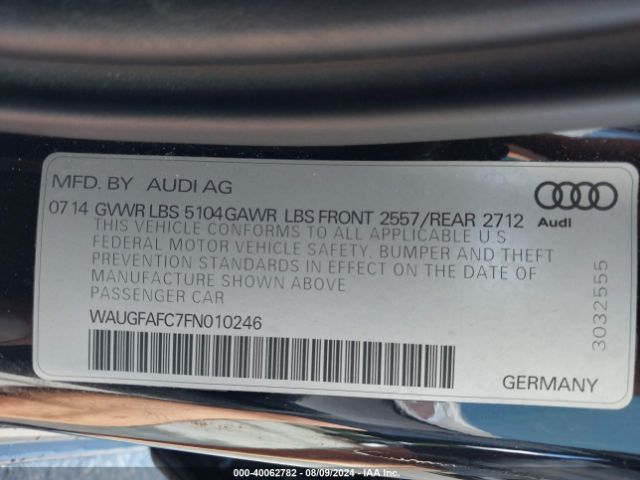 MFD. BY AUDI AG
Audi
07 14 GVWR LBS 5104 GAWR LBS FRONT 2557/REAR 2712
THIS VEHICLE CONFORMS TO ALL APPLICABLE U.S
FEDERAL MOTOR VEHICLE SAFETY, BUMPER AND THEFT
PREVENTION STANDARDS IN EFFECT ON THE DATE OF
MANUFACTURE SHOWN ABOVE
PASSENGER CAR
WAUGFAFC7FN010246
3032555
GERMANY
000-40062782 - 08/09/2024 - IAA Inc.